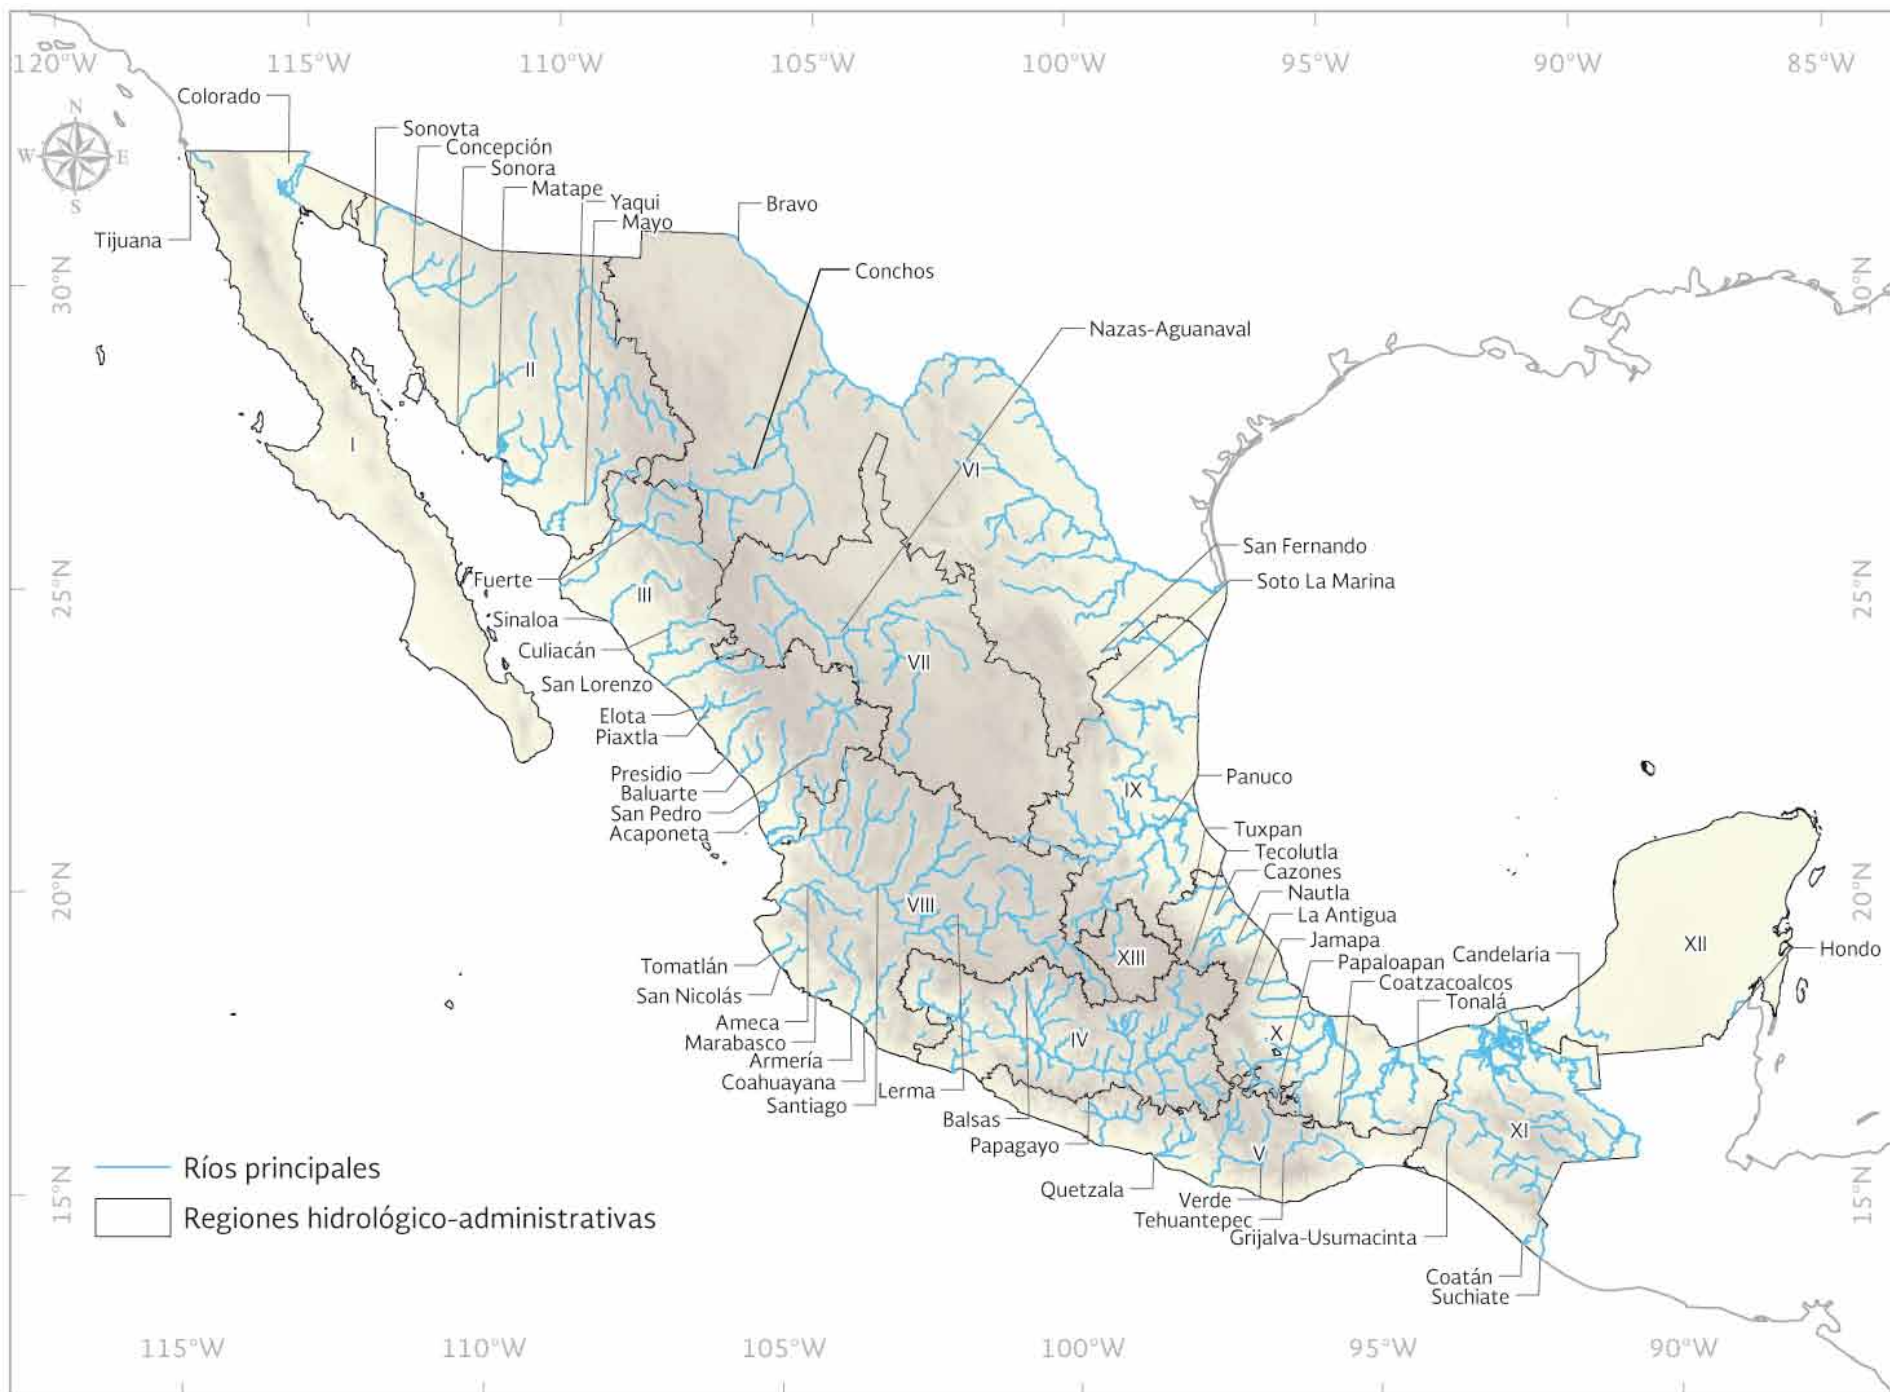 120°W 115°W 110°W 105°W 100°W 95°W 90°W 85°W
Colorado
N
W E
S
Sonovta
Concepción
Sonora
Matape
Yaqui
Mayo
Bravo
Tijuana
30°N
30°N
Conchos
Nazas-Aguanaval
II
I
VI
San Fernando
Soto La Marina
25°N
25°N
Fuerte
III
Sinaloa
Culiacán
VII
San Lorenzo
Elota
Piaxtla
Presidio
Baluarte
San Pedro
Acaponeta
IX
Panuco
Tuxpan
Tecolutla
Cazones
Nautla
La Antigua
Jamapa
Papaloapan
Candelaria
Coatzacoalcos
Tonalá
20°N
20°N
VIII
XIII
XII
Hondo
Tomatlán
San Nicolás
Ameca
Marabasco
Armería
Coahuayana
Santiago
Lerma
IV
X
Balsas
Papagayo
XI
V
Quetzala
Verde
Tehuantepec
Grijalva-Usumacinta
Coatán
Suchiate
15°N
15°N
Ríos principales
Regiones hidrológico-administrativas
115°W 110°W 105°W 100°W 95°W 90°W